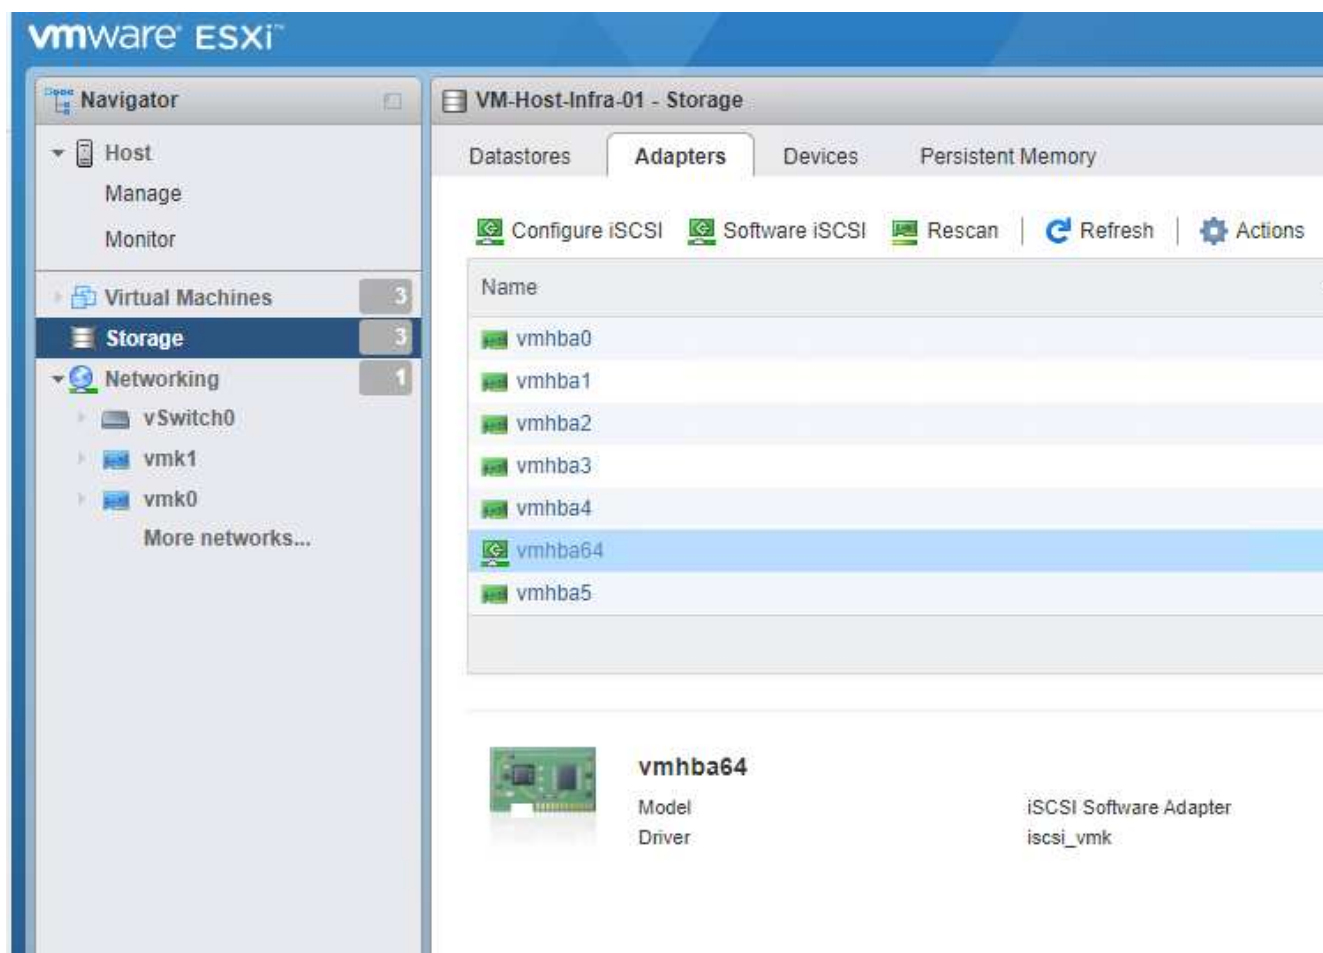 vmware® ESXi™
Navigator
Host
Manage
Monitor
Virtual Machines 3
Storage 3
Networking 1
vSwitch0
vmk1
vmk0
More networks...
VM-Host-Infra-01 - Storage
Datastores Adapters Devices Persistent Memory
Configure iSCSI Software iSCSI Rescan Refresh Actions
Name
vmhba0
vmhba1
vmhba2
vmhba3
vmhba4
vmhba64
vmhba5
vmhba64
Model iSCSI Software Adapter
Driver iscsi_vmk